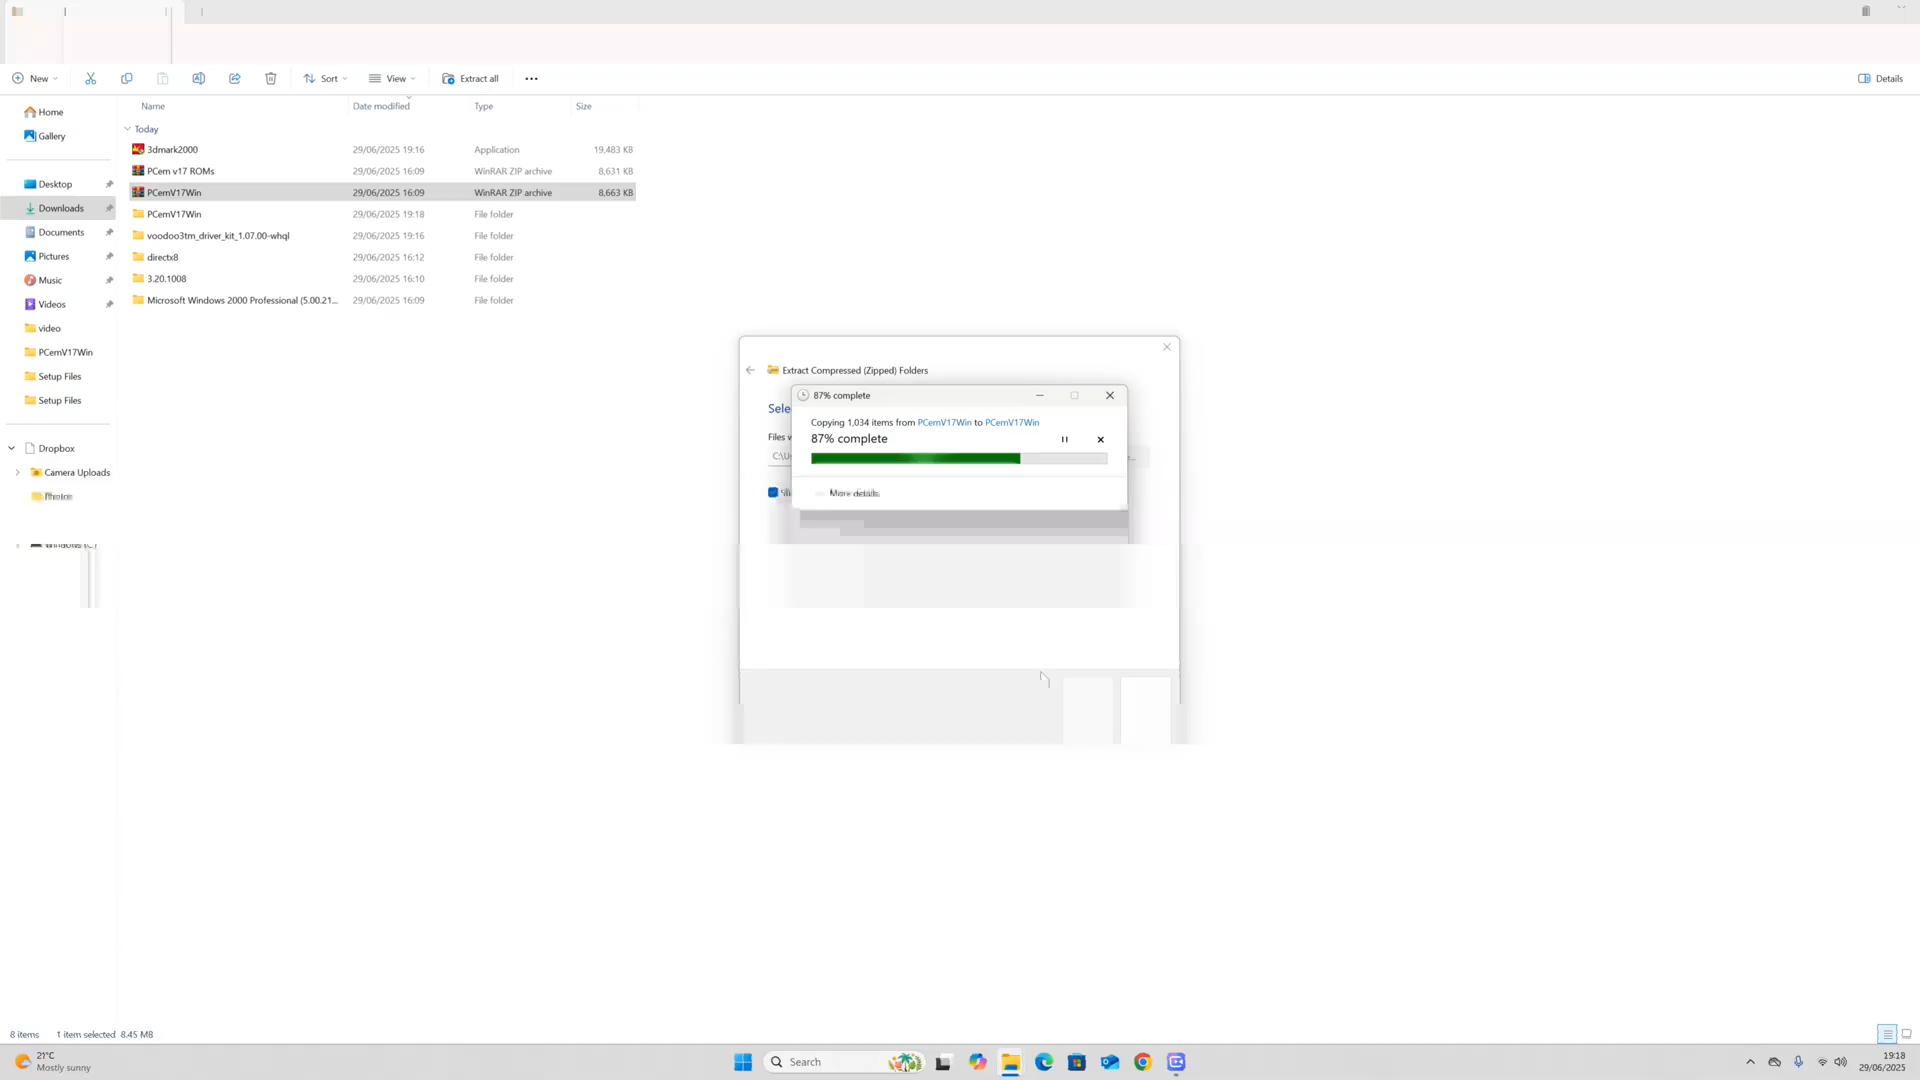 New
Sort
View
Extract all
Details
Home
Gallery
Desktop
Downloads
Documents
Pictures
Music
Videos
video
PCemV17Win
Setup Files
Setup Files
Dropbox
Camera Uploads
Photos
Windows (C:)
Name Date modified Type Size
Today
3dmark2000 29/06/2025 19:16 Application 19,483 KB
PCem v17 ROMs 29/06/2025 16:09 WinRAR ZIP archive 8,631 KB
PCemV17Win 29/06/2025 16:09 WinRAR ZIP archive 8,663 KB
PCemV17Win 29/06/2025 19:18 File folder
voodoo3tm_driver_kit_1.07.00-whql 29/06/2025 19:16 File folder
directx8 29/06/2025 16:12 File folder
3.20.1008 29/06/2025 16:10 File folder
Microsoft Windows 2000 Professional (5.00.21... 29/06/2025 16:09 File folder
Extract Compressed (Zipped) Folders
Sele
Files w
C:\U
87% complete
Copying 1,034 items from PCemV17Win to PCemV17Win
87% complete
More details
8 items 1 item selected 8.45 MB
21°C
Mostly sunny
Search
19:18
29/06/2025